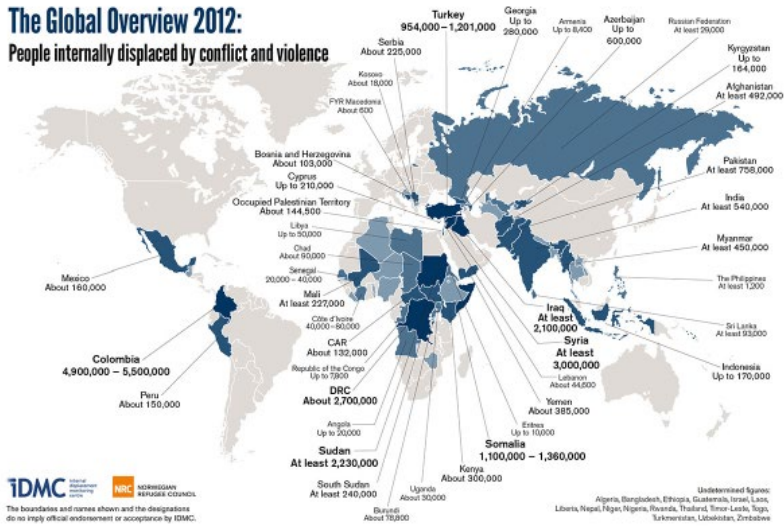 The Global Overview 2012:
People internally displaced by conflict and violence
Turkey
954,000 – 1,201,000
Georgia
Up to
280,000
Armenia
Up to 8,400
Azerbaijan
Up to
600,000
Russian Federation
At least 29,000
Serbia
About 225,000
Kyrgyzstan
Up to
164,000
Kosovo
About 18,000
Afghanistan
At least 492,000
FYR Macedonia
About 600
Bosnia and Herzegovina
About 103,000
Pakistan
At least 758,000
Cyprus
Up to 210,000
India
At least 540,000
Occupied Palestinian Territory
About 144,500
Libya
Up to 50,000
Myanmar
At least 450,000
Chad
About 90,000
Mexico
About 160,000
Senegal
20,000 – 40,000
The Philippines
At least 1,200
Mali
At least 227,000
Iraq
At least
2,100,000
Côte d'Ivoire
40,000 – 80,000
Sri Lanka
At least 93,000
CAR
About 132,000
Syria
At least
3,000,000
Colombia
4,900,000 – 5,500,000
Republic of the Congo
Up to 7,800
Indonesia
Up to 170,000
Lebanon
About 44,600
Peru
About 150,000
DRC
About 2,700,000
Yemen
About 385,000
Angola
Up to 20,000
Eritrea
Up to 10,000
Sudan
At least 2,230,000
Somalia
1,100,000 – 1,360,000
Kenya
About 300,000
South Sudan
At least 240,000
Uganda
About 30,000
Burundi
About 78,800
iDMC
internal
displacement
monitoring
centre
NRC
NORWEGIAN
REFUGEE COUNCIL
The boundaries and names shown and the designations
do no imply official endorsement or acceptance by IDMC.
Undetermined figures:
Algeria, Bangladesh, Ethiopia, Guatemala, Israel, Laos,
Liberia, Nepal, Niger, Nigeria, Rwanda, Thailand, Timor-Leste, Togo,
Turkmenistan, Uzbekistan, Zimbabwe